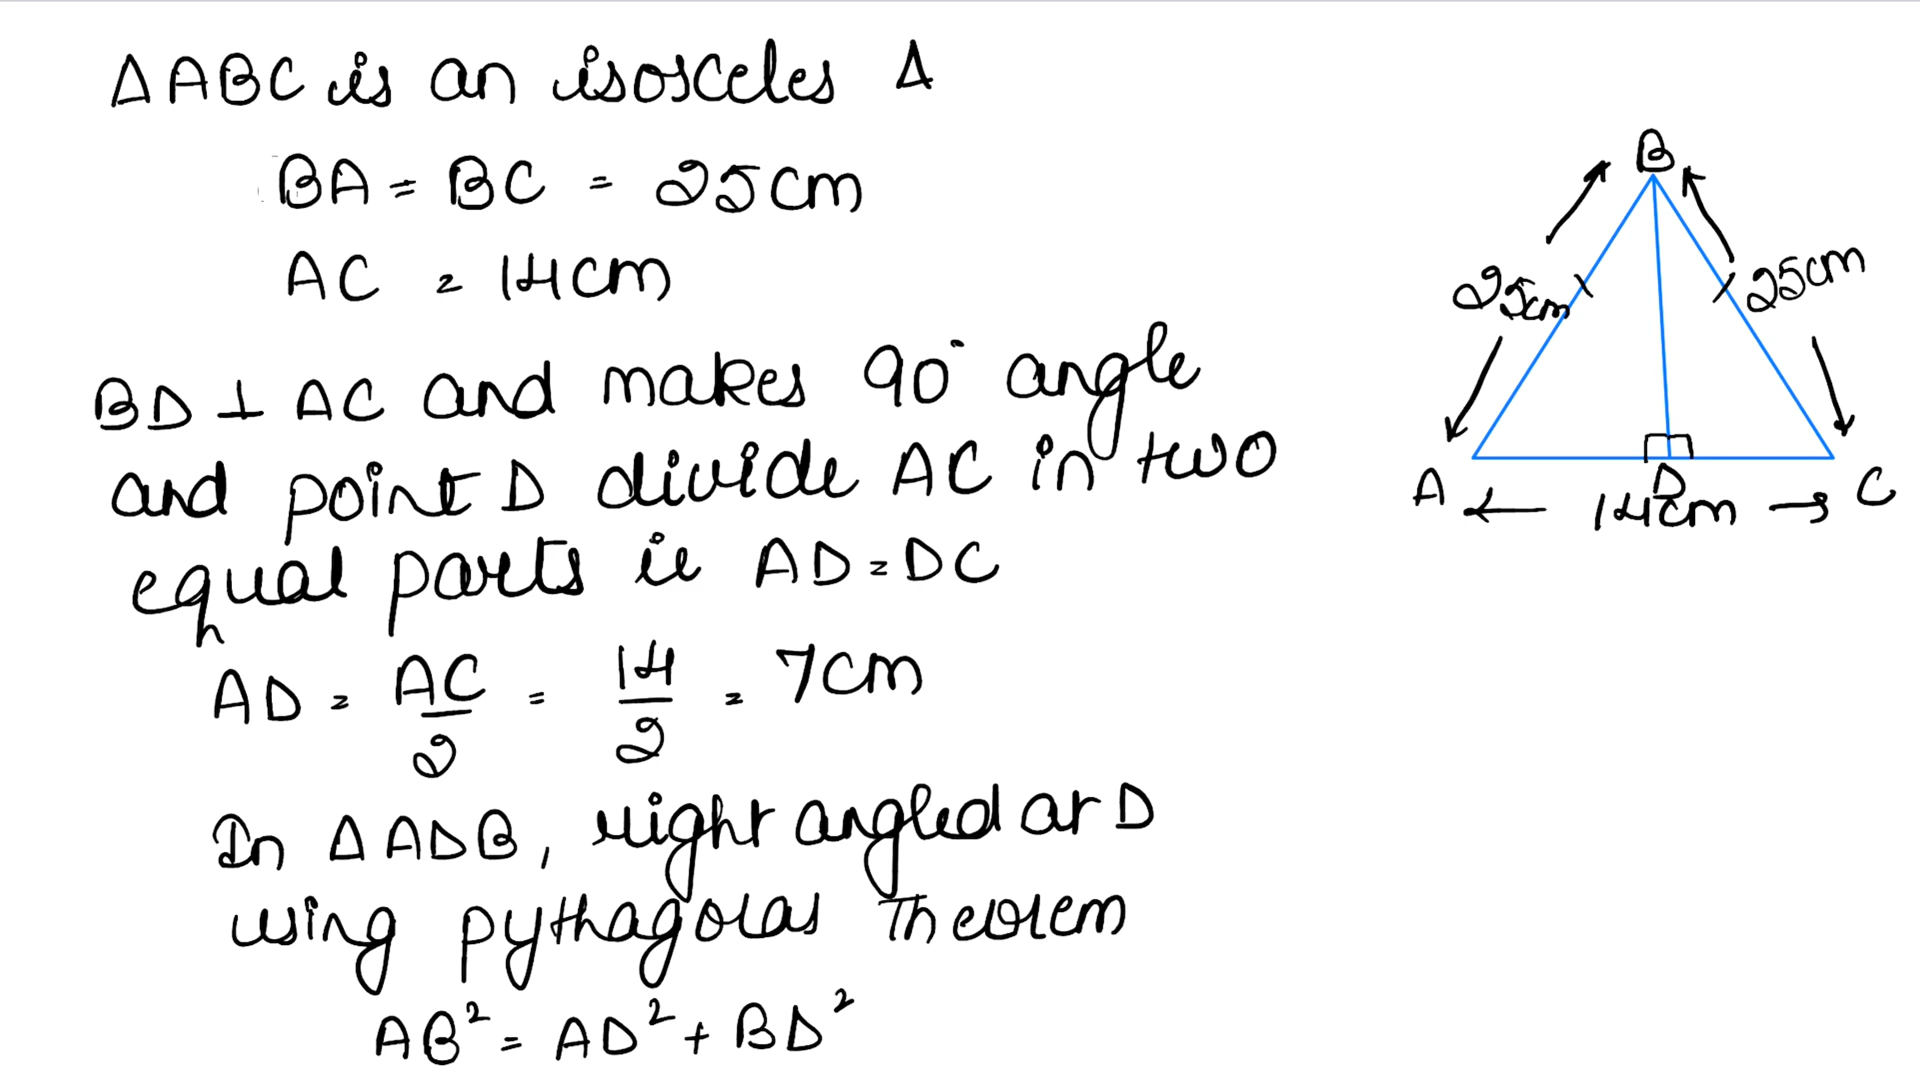 Δ ABC is an isosceles Δ
BA = BC = 25cm
AC = 14cm
BD ⊥ AC and makes 90° angle
and point D divide AC in two
equal parts ie AD = DC
AD = AC/2 = 14/2 = 7cm
In Δ ADB, right angled at D
using pythagoras Theorem
AB² = AD² + BD²
B
25cm
25cm
A
D
C
14cm